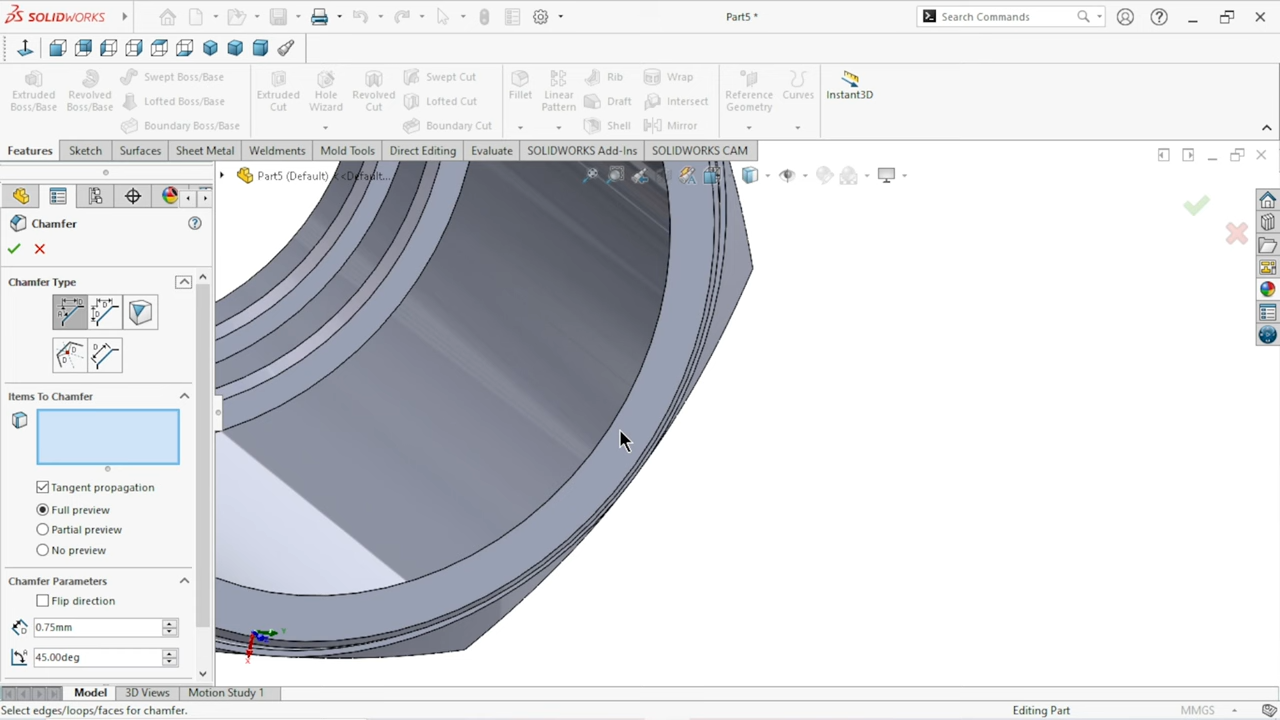 SOLIDWORKS
Part5 *
Search Commands
Extruded Boss/Base
Revolved Boss/Base
Swept Boss/Base
Lofted Boss/Base
Boundary Boss/Base
Extruded Cut
Hole Wizard
Revolved Cut
Swept Cut
Lofted Cut
Boundary Cut
Fillet
Linear Pattern
Rib
Draft
Shell
Wrap
Intersect
Mirror
Reference Geometry
Curves
Instant3D
Features
Sketch
Surfaces
Sheet Metal
Weldments
Mold Tools
Direct Editing
Evaluate
SOLIDWORKS Add-Ins
SOLIDWORKS CAM
Part5 (Default) <<Default...
Chamfer
Chamfer Type
Items To Chamfer
Tangent propagation
Full preview
Partial preview
No preview
Chamfer Parameters
Flip direction
0.75mm
45.00deg
Y
X
Model
3D Views
Motion Study 1
Select edges/loops/faces for chamfer.
Editing Part
MMGS